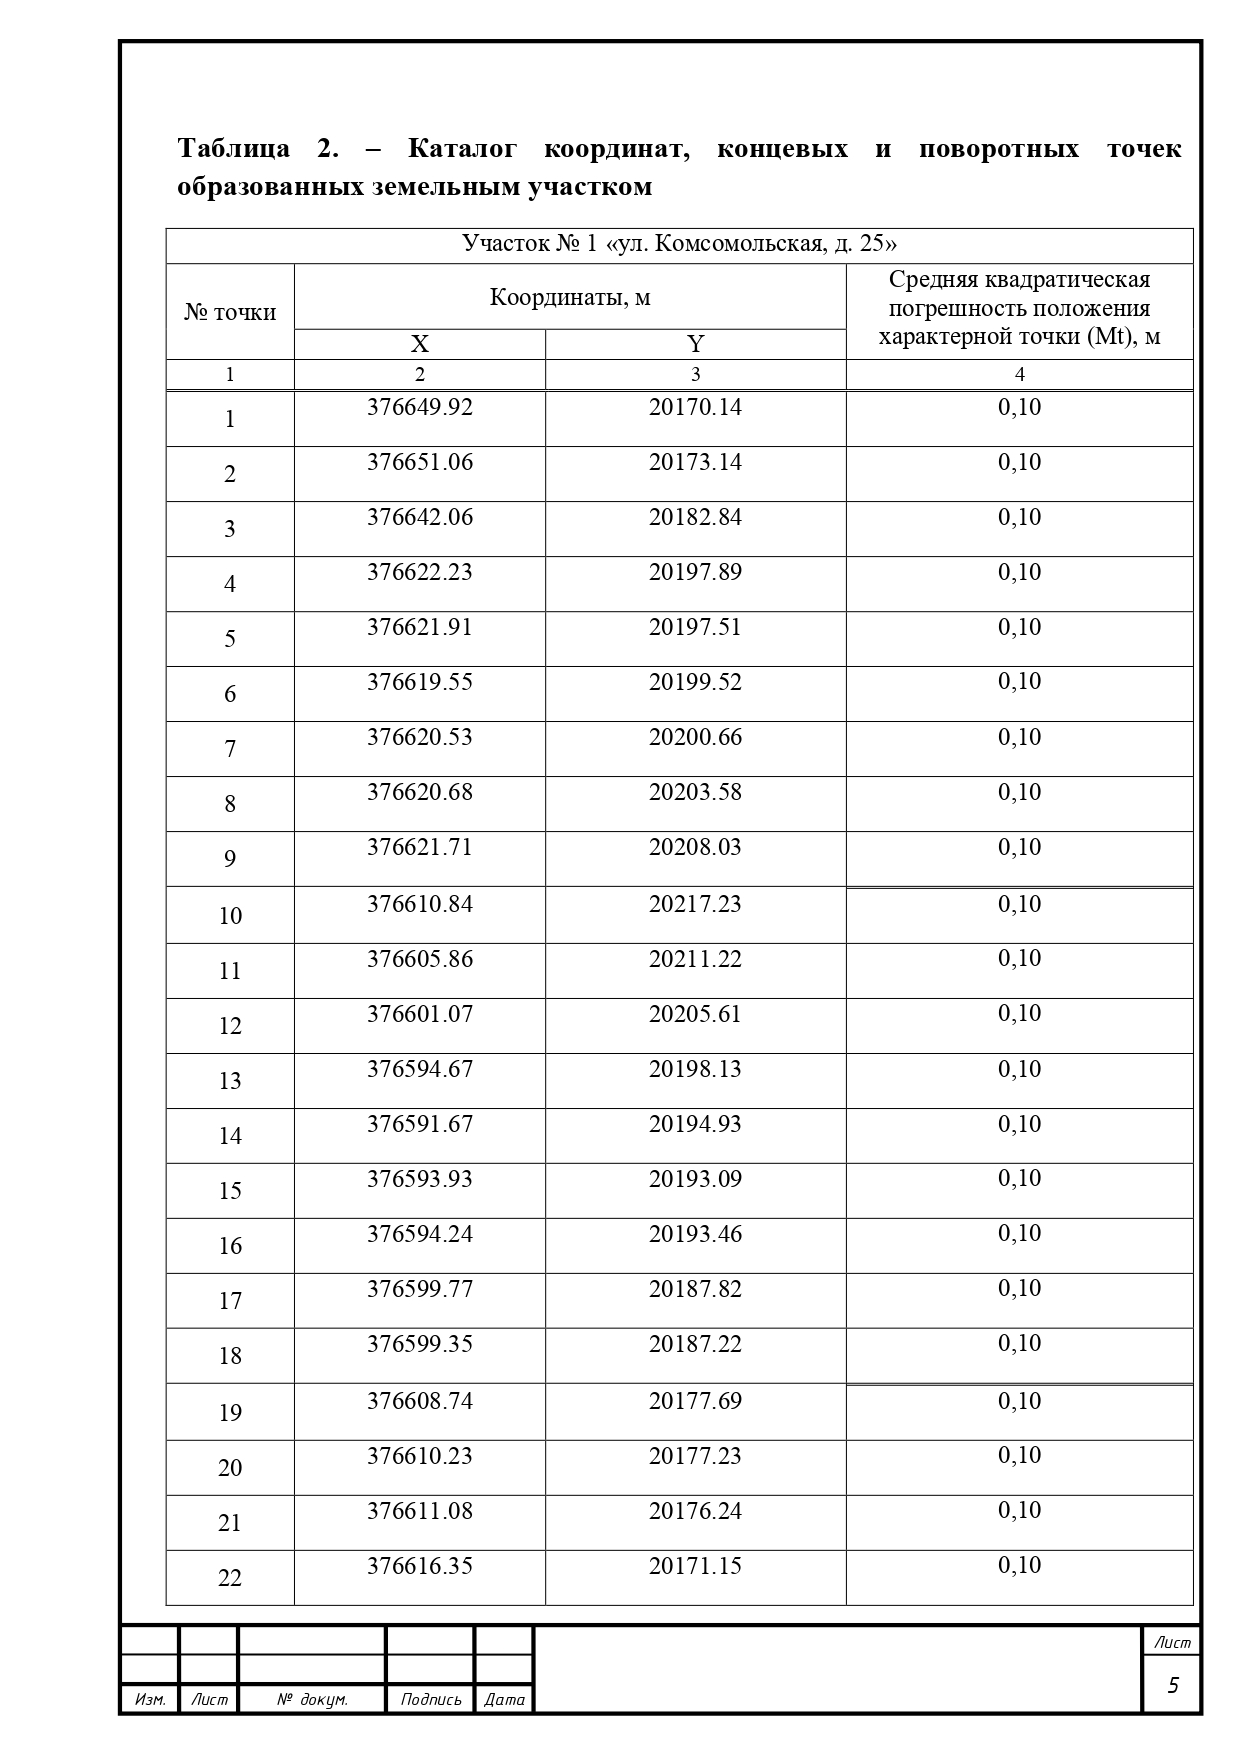 Таблица 2. – Каталог координат, концевых и поворотных точек
образованных земельным участком
Участок № 1 «ул. Комсомольская, д. 25»
№ точки
Координаты, м
Средняя квадратическая
погрешность положения
характерной точки (Mt), м
X Y
1 2 3 4
1 376649.92 20170.14 0,10
2 376651.06 20173.14 0,10
3 376642.06 20182.84 0,10
4 376622.23 20197.89 0,10
5 376621.91 20197.51 0,10
6 376619.55 20199.52 0,10
7 376620.53 20200.66 0,10
8 376620.68 20203.58 0,10
9 376621.71 20208.03 0,10
10 376610.84 20217.23 0,10
11 376605.86 20211.22 0,10
12 376601.07 20205.61 0,10
13 376594.67 20198.13 0,10
14 376591.67 20194.93 0,10
15 376593.93 20193.09 0,10
16 376594.24 20193.46 0,10
17 376599.77 20187.82 0,10
18 376599.35 20187.22 0,10
19 376608.74 20177.69 0,10
20 376610.23 20177.23 0,10
21 376611.08 20176.24 0,10
22 376616.35 20171.15 0,10
Лист
5
Изм. Лист № докум. Подпись Дата